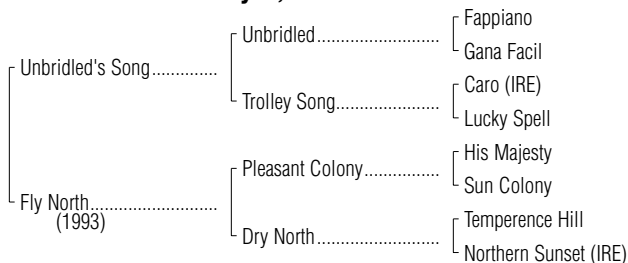 Fappiano
Unbridled
Gana Facil
Unbridled's Song
Caro (IRE)
Trolley Song
Lucky Spell
His Majesty
Pleasant Colony
Sun Colony
Fly North
(1993)
Temperence Hill
Dry North
Northern Sunset (IRE)